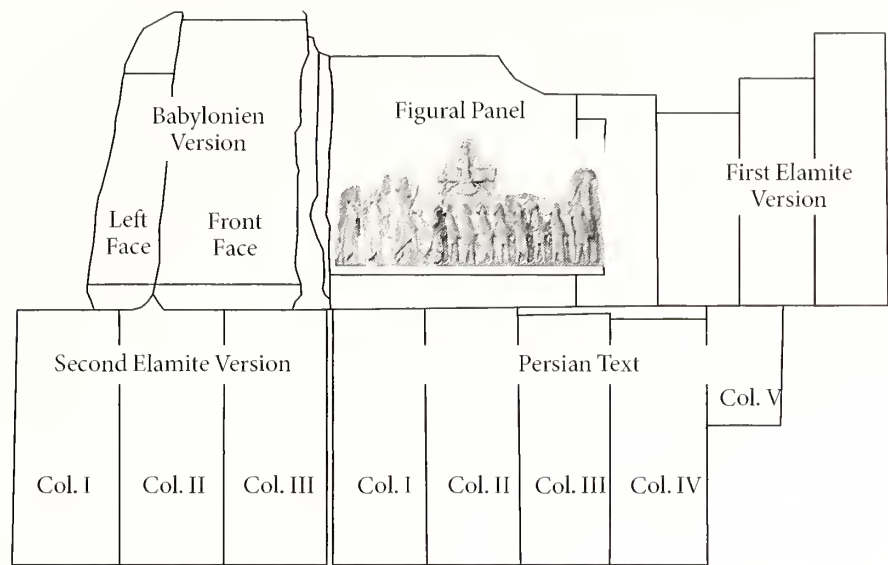 Babylonien
Version
Figural Panel
First Elamite
Version
Left
Face
Front
Face
Second Elamite Version
Persian Text
Col. V
Col. I
Col. II
Col. III
Col. I
Col. II
Col. III
Col. IV